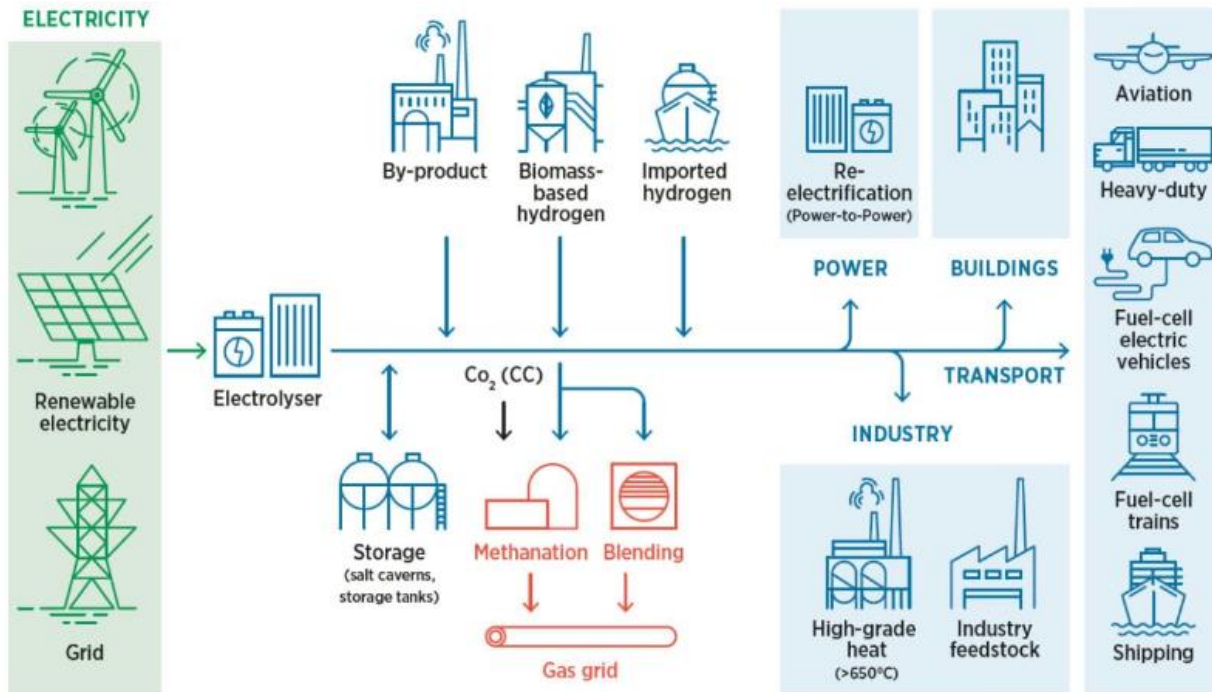 ELECTRICITY
Renewable
electricity
Grid
Electrolyser
By-product
Biomass-
based
hydrogen
Imported
hydrogen
Co₂ (CC)
Storage
(salt caverns,
storage tanks)
Methanation
Blending
Gas grid
Re-
electrification
(Power-to-Power)
POWER
BUILDINGS
TRANSPORT
INDUSTRY
High-grade
heat
(>650°C)
Industry
feedstock
Aviation
Heavy-duty
Fuel-cell
electric
vehicles
Fuel-cell
trains
Shipping